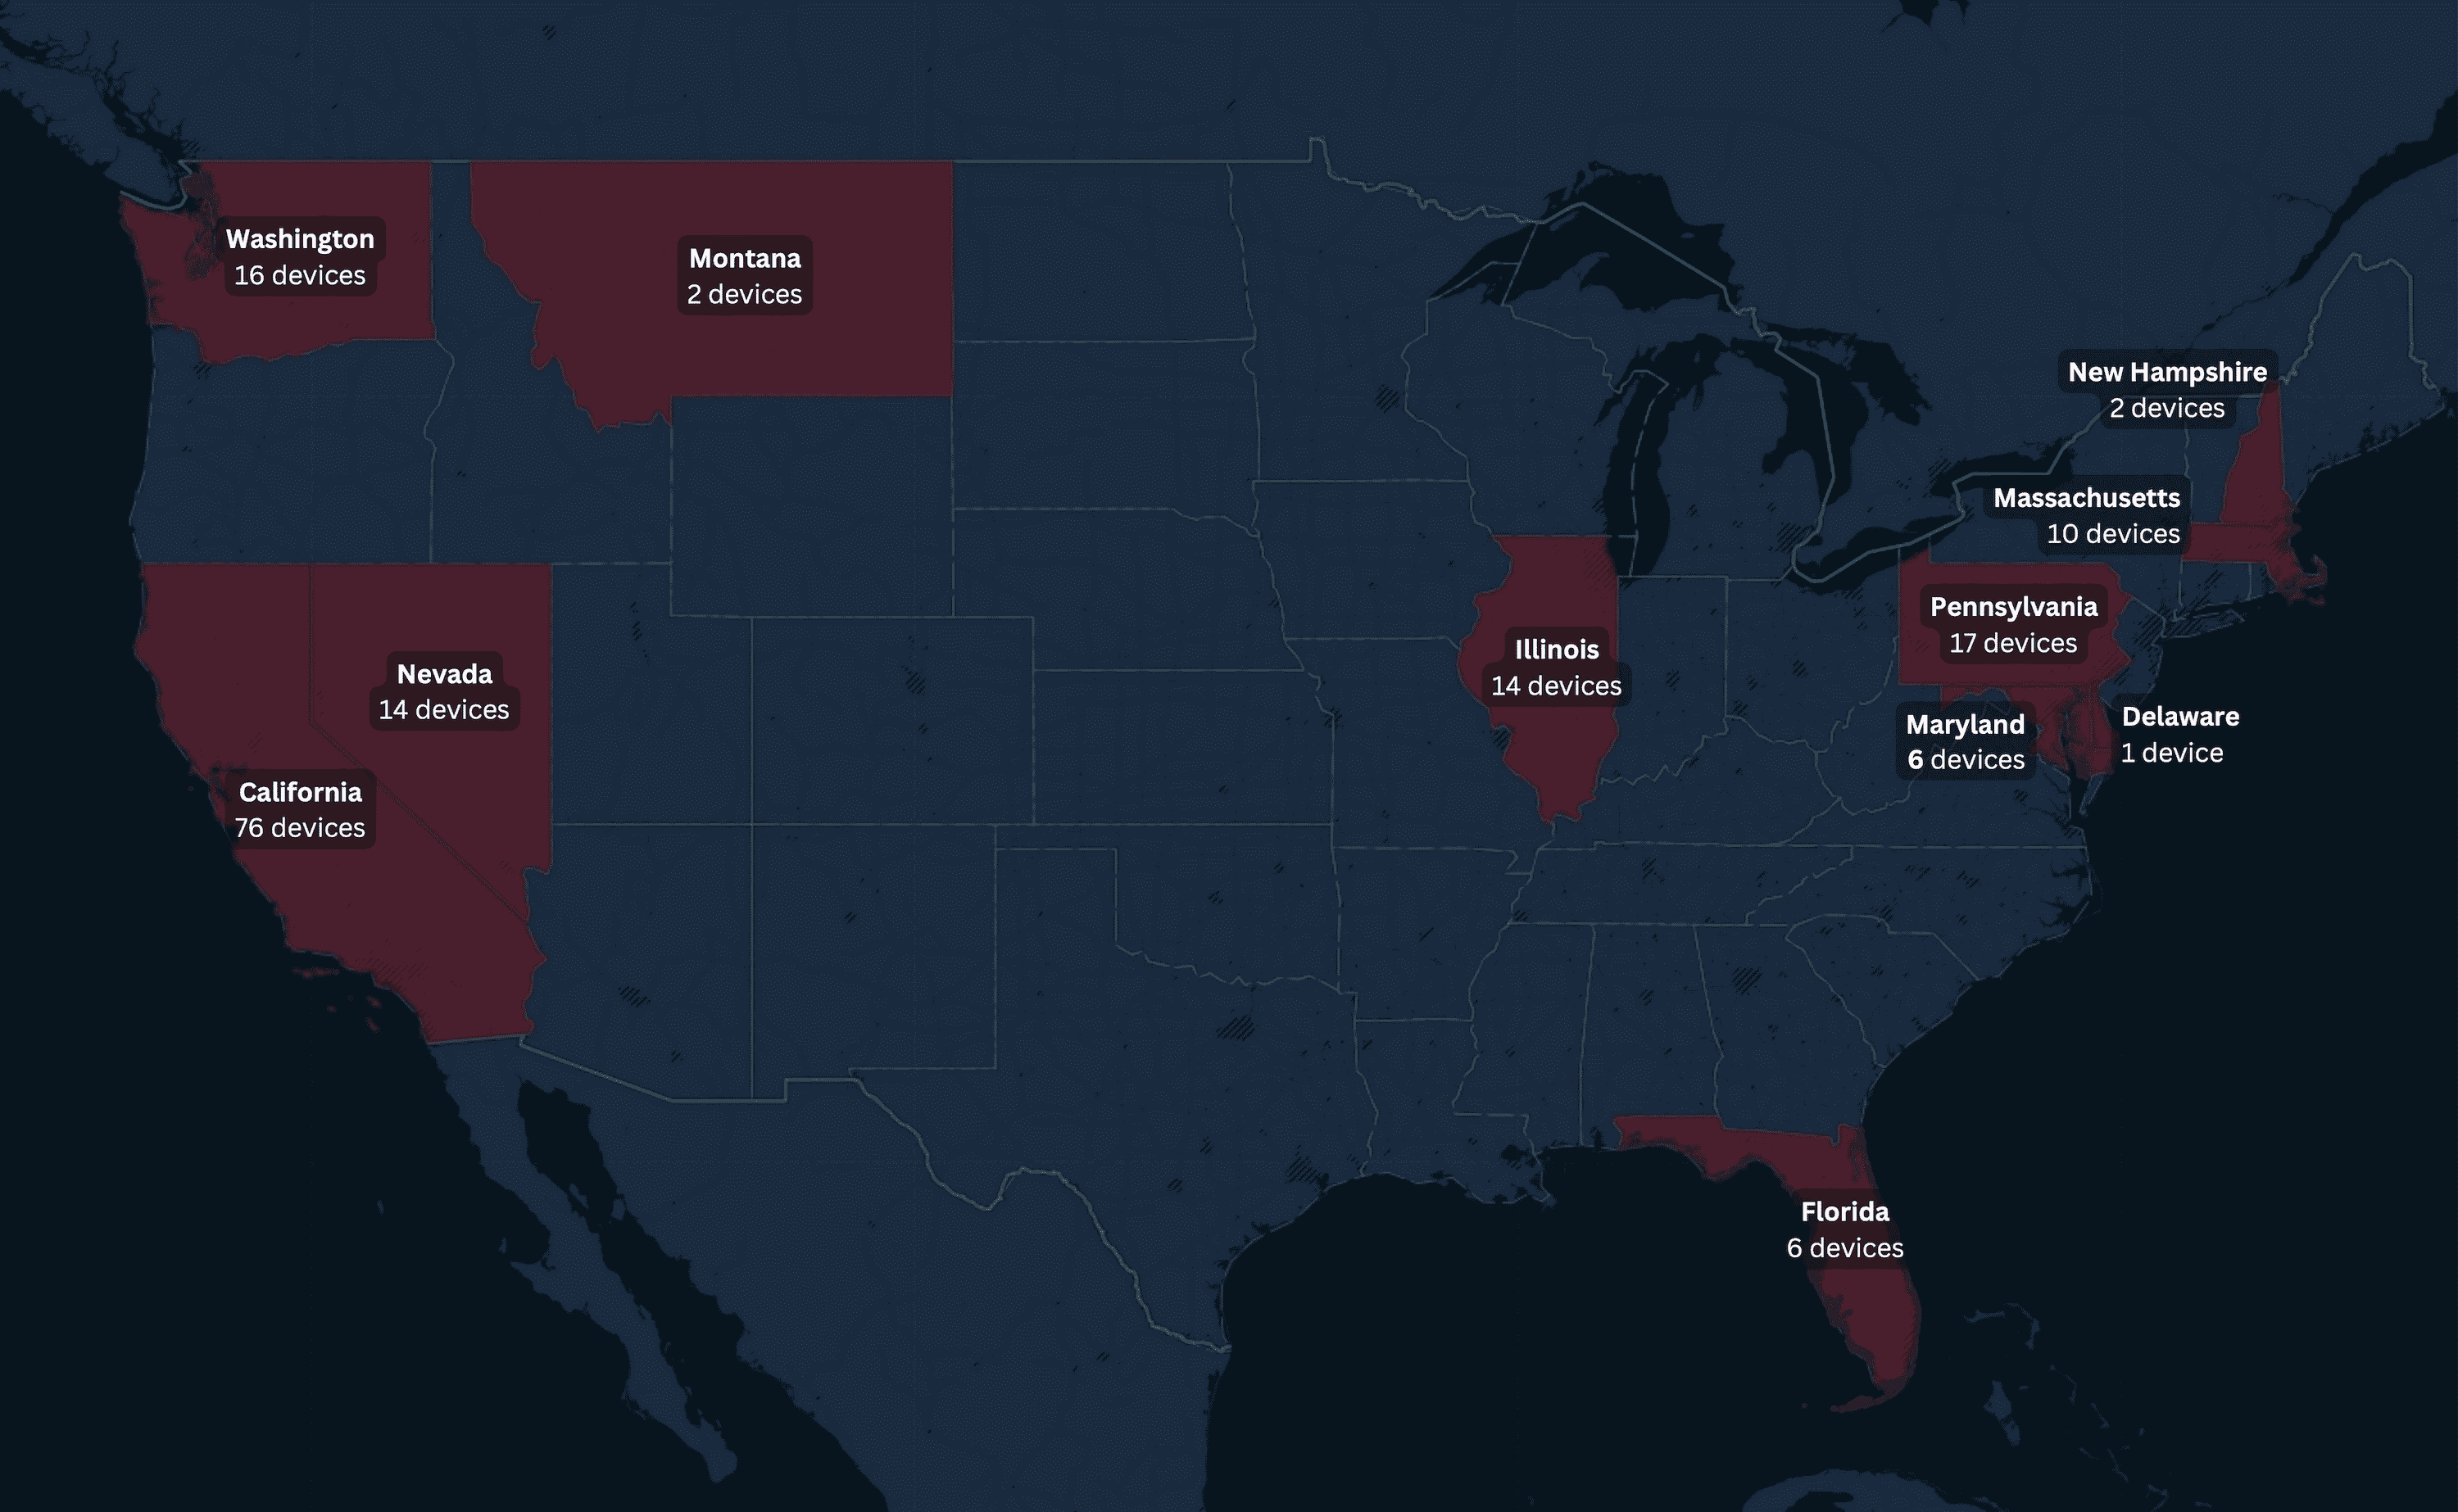 Washington
16 devices
Montana
2 devices
New Hampshire
2 devices
Massachusetts
10 devices
Pennsylvania
17 devices
Illinois
14 devices
Nevada
14 devices
Maryland
6 devices
Delaware
1 device
California
76 devices
Florida
6 devices